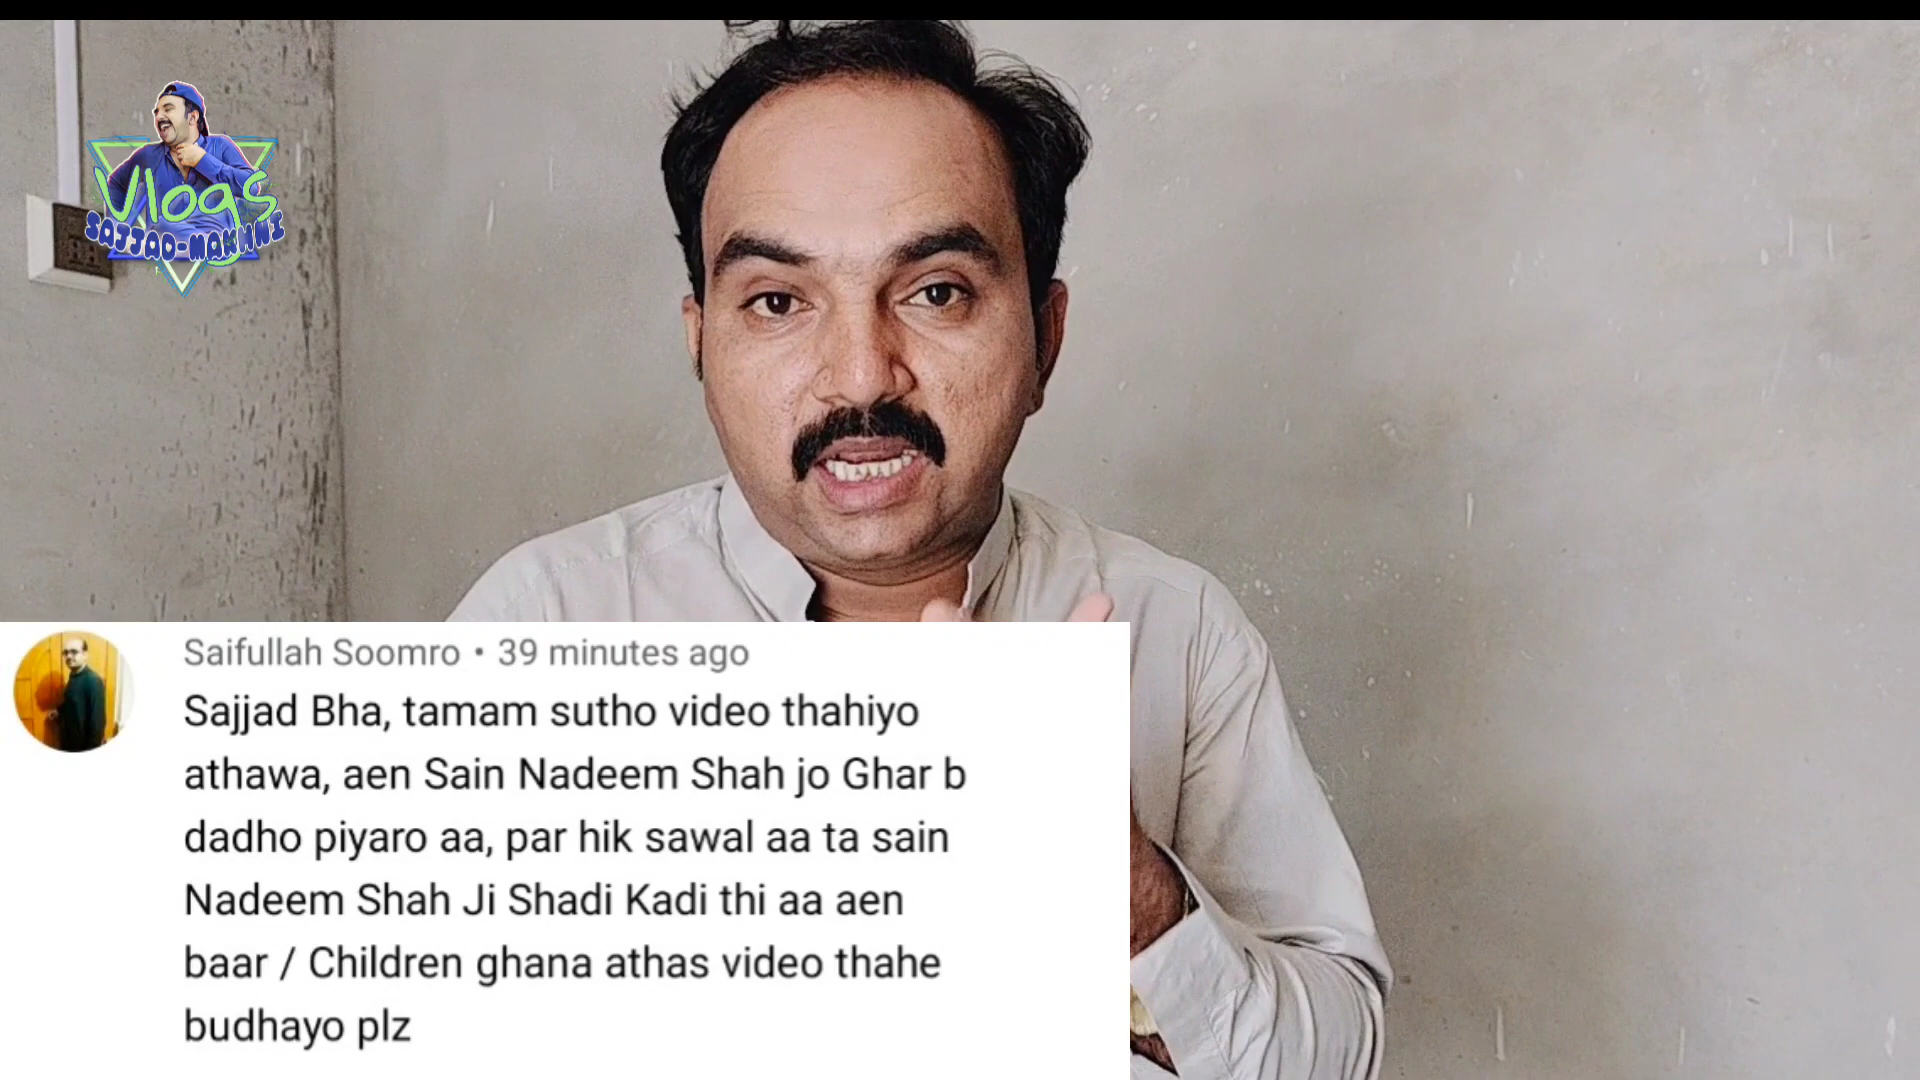 Vlogs
SAJJAD-MAKHNI
Saifullah Soomro • 39 minutes ago
Sajjad Bha, tamam sutho video thahiyo
athawa, aen Sain Nadeem Shah jo Ghar b
dadho piyaro aa, par hik sawal aa ta sain
Nadeem Shah Ji Shadi Kadi thi aa aen
baar / Children ghana athas video thahe
budhayo plz